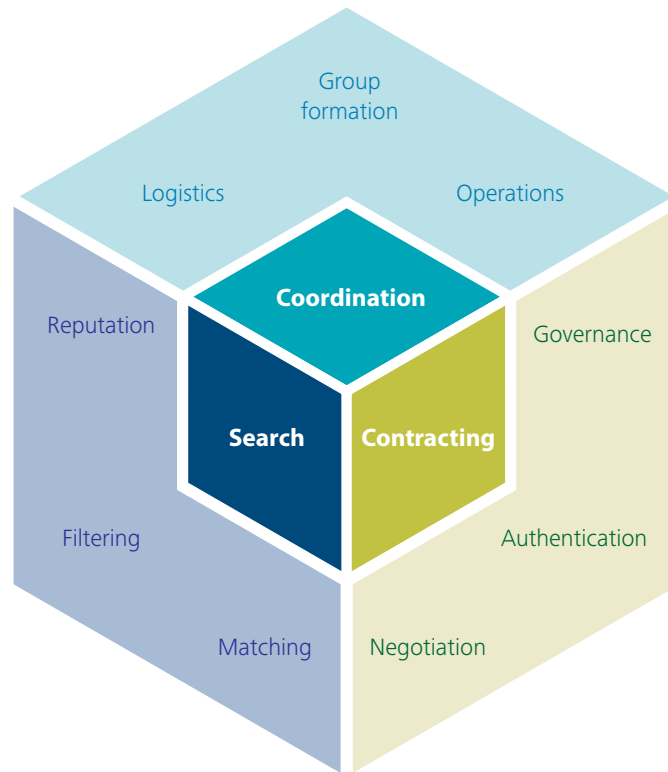 Group
formation
Logistics
Operations
Coordination
Reputation
Governance
Search
Contracting
Filtering
Authentication
Matching
Negotiation